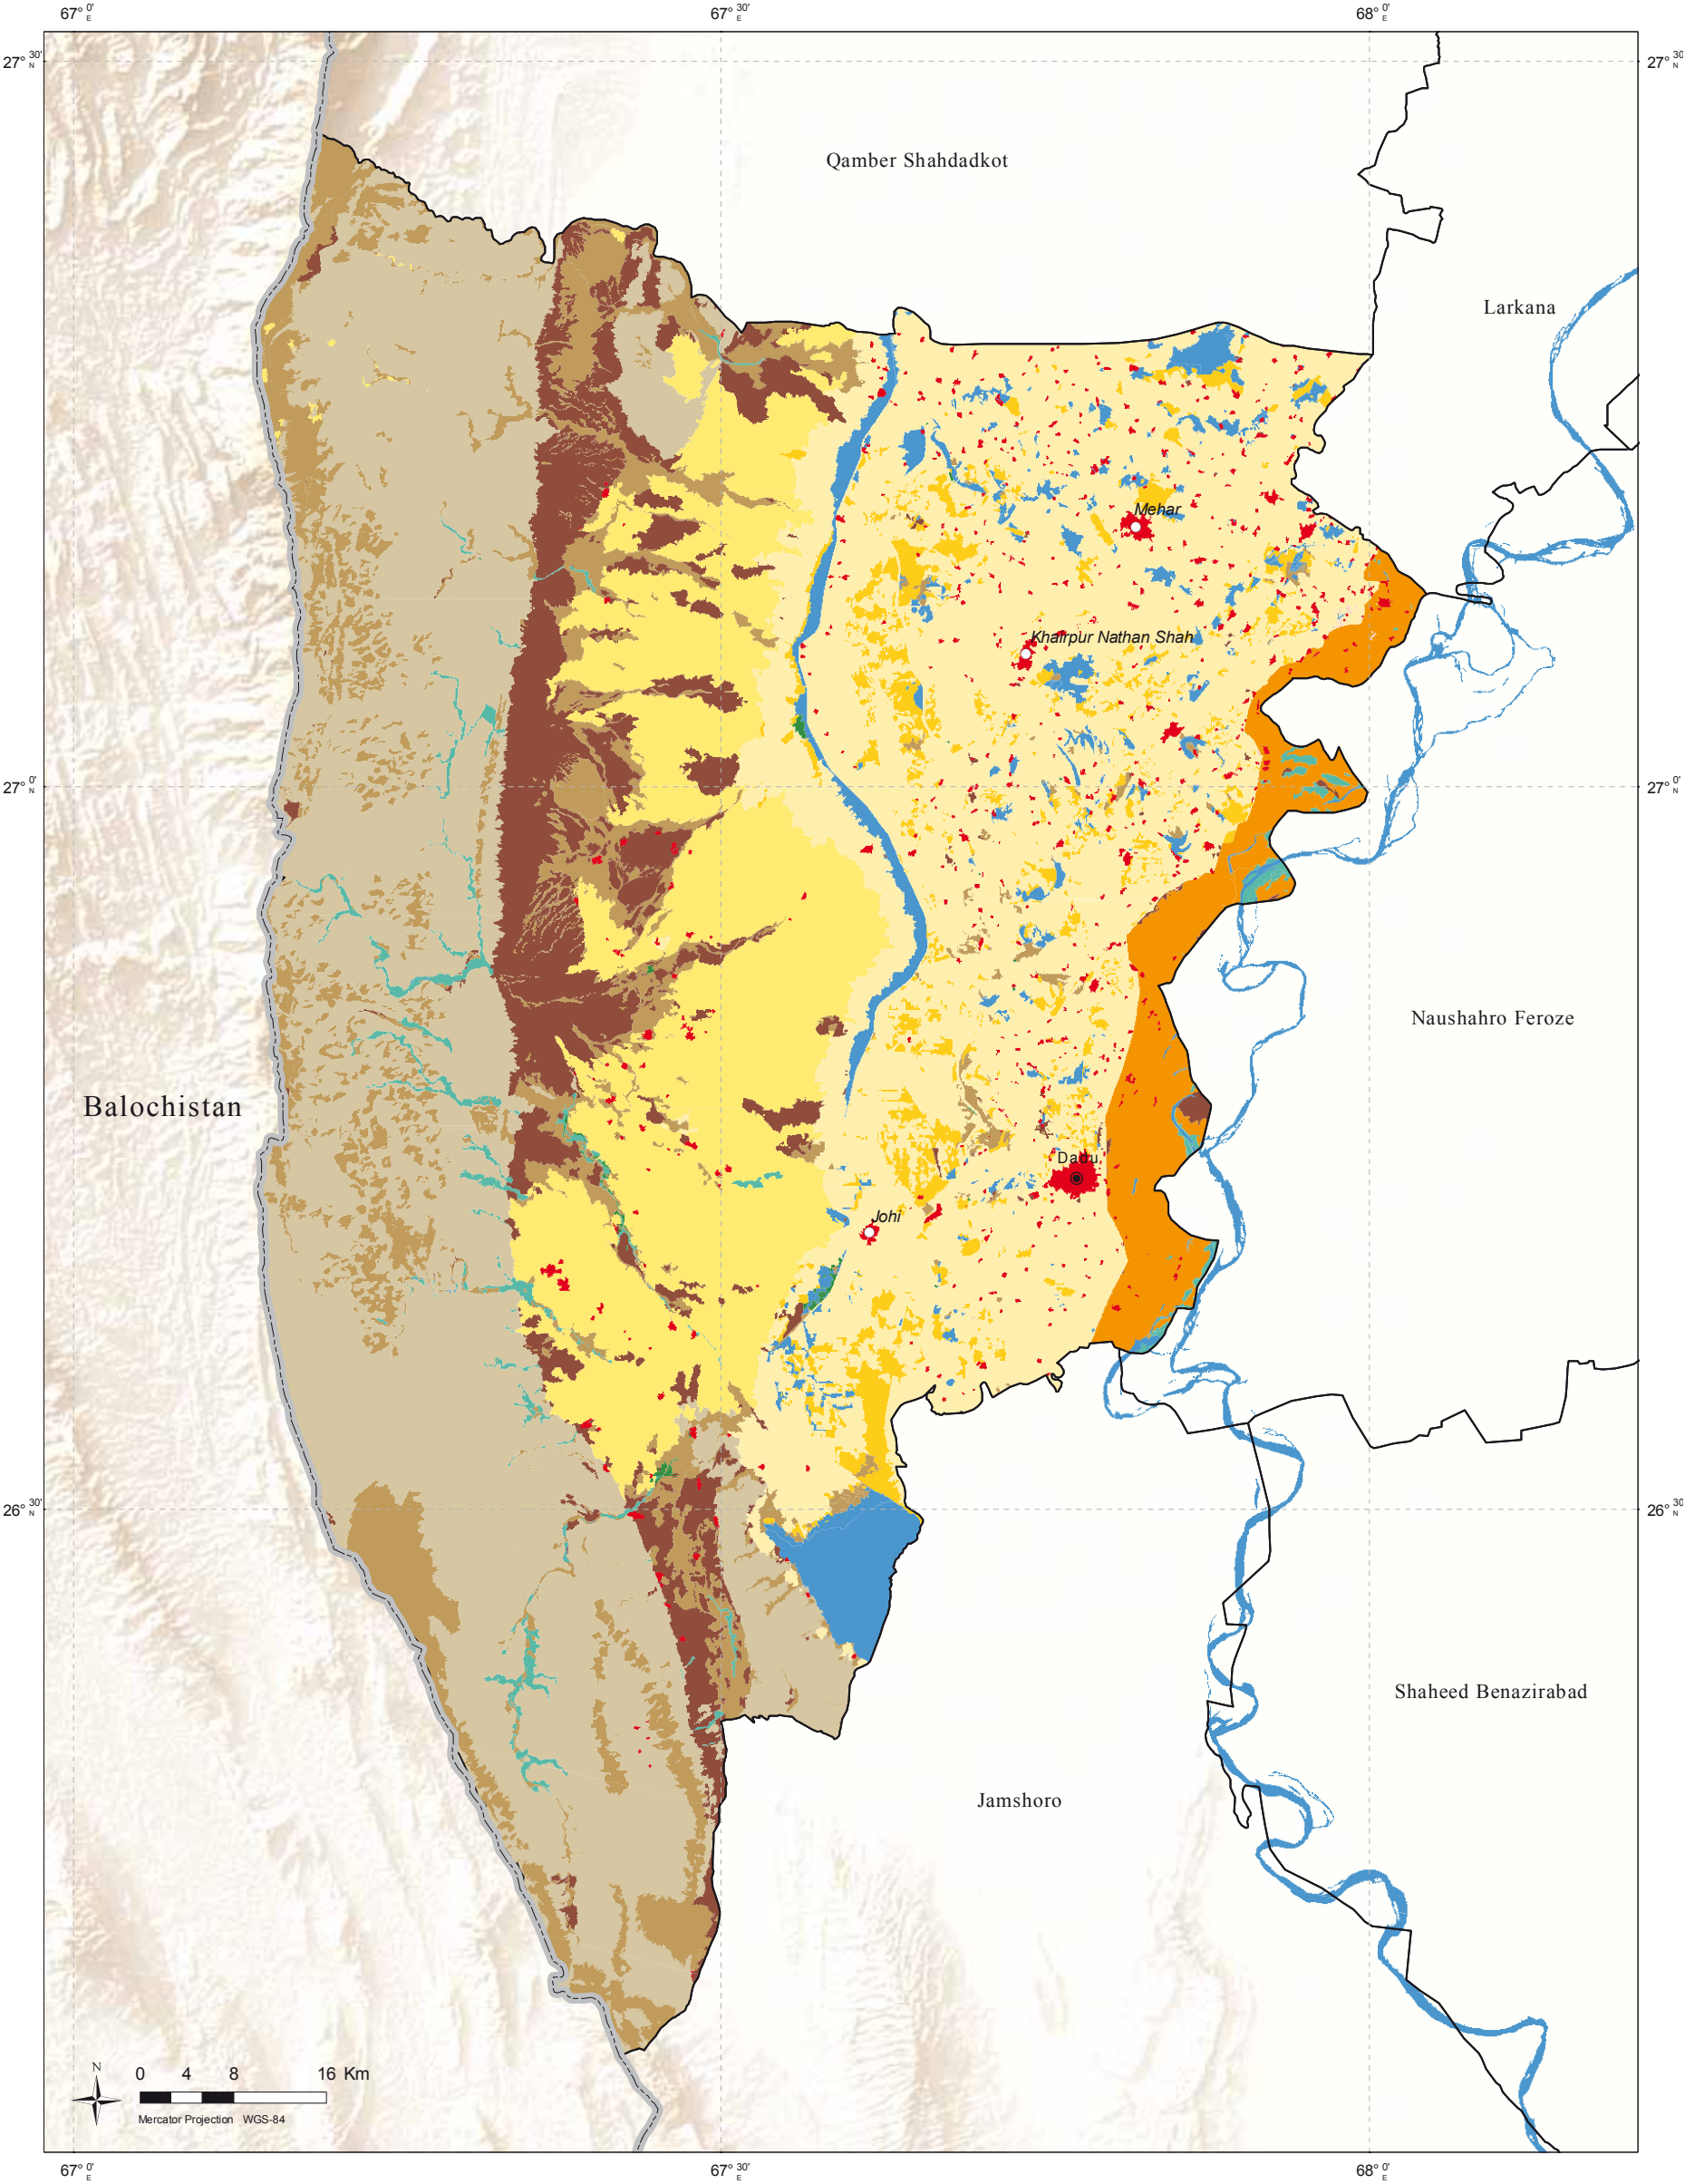 67° 0' E
67° 30' E
68° 0' E
27° 30' N
27° 30' N
Qamber Shahdadkot
Larkana
Mehar
Khairpur Nathan Shah
27° 0' N
27° 0' N
Naushahro Feroze
Balochistan
Dadu
Johi
26° 30' N
26° 30' N
Shaheed Benazirabad
Jamshoro
N
0 4 8 16 Km
Mercator Projection WGS-84
67° 0' E
67° 30' E
68° 0' E